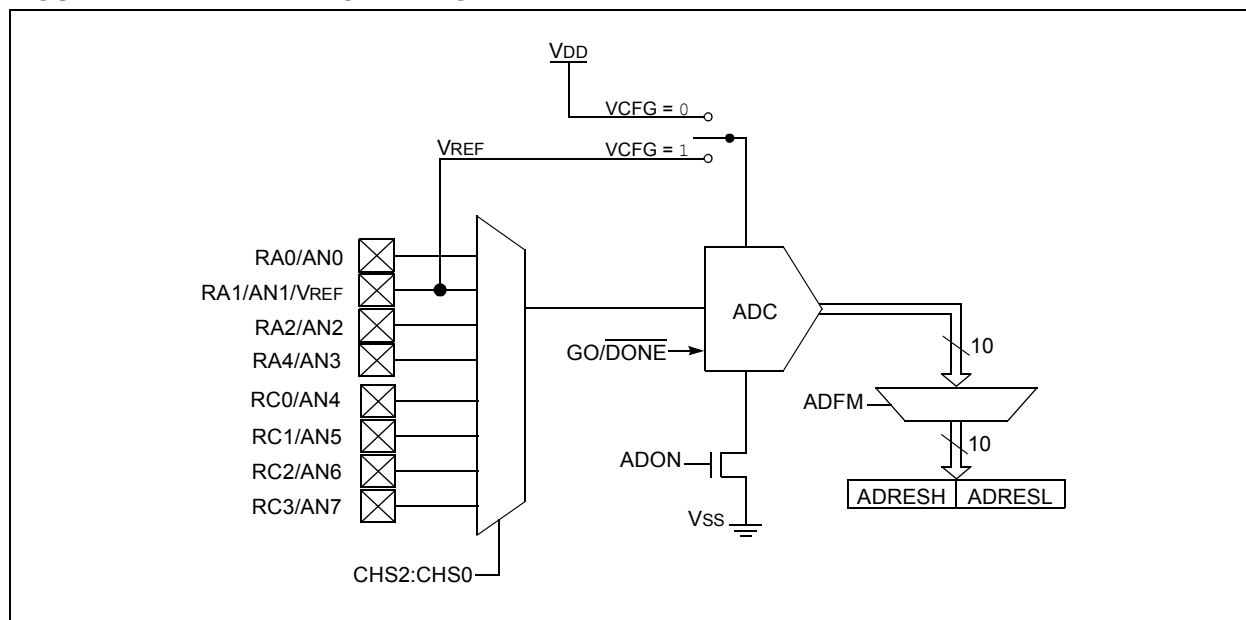 VDD
VCFG = 0
VREF
VCFG = 1
RA0/AN0
RA1/AN1/VREF
RA2/AN2
RA4/AN3
RC0/AN4
RC1/AN5
RC2/AN6
RC3/AN7
CHS2:CHS0
ADC
GO/DONE
10
ADFM
10
ADON
ADRESH ADRESL
VSS